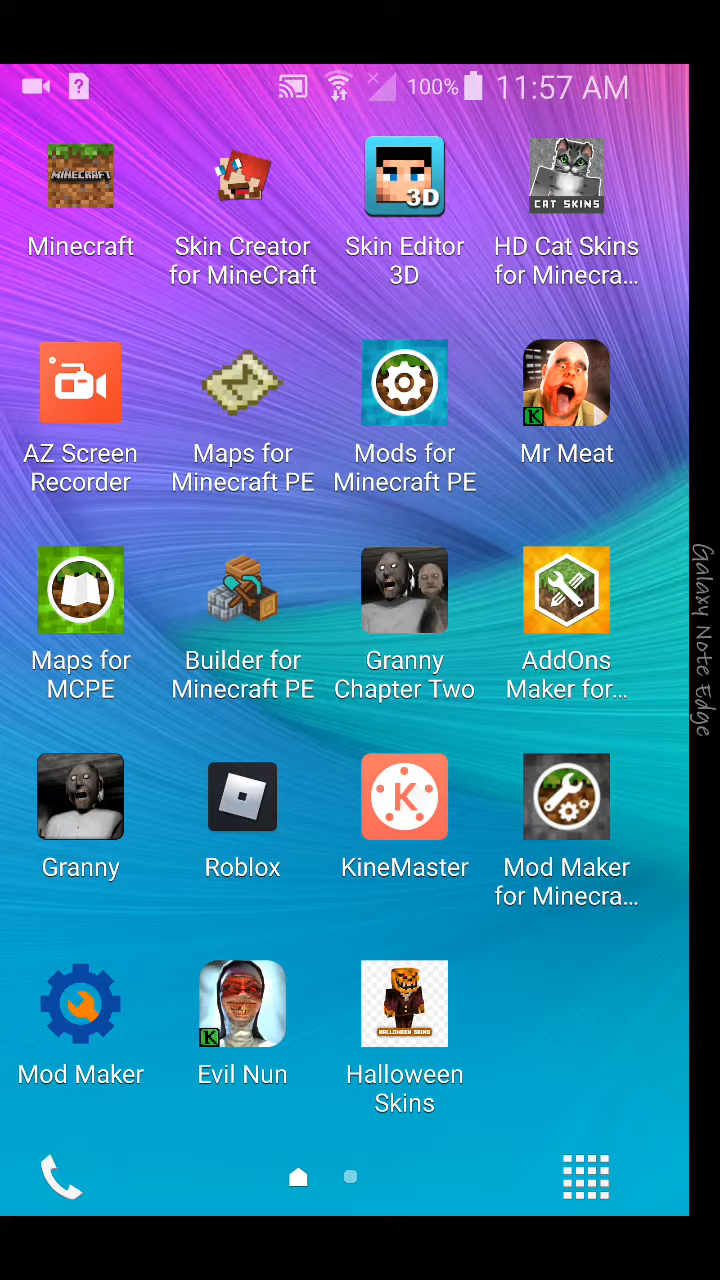 100% 11:57 AM
MINECRAFT
3D
CAT SKINS
Minecraft
Skin Creator
for MineCraft
Skin Editor
3D
HD Cat Skins
for Minecra...
K
AZ Screen
Recorder
Maps for
Minecraft PE
Mods for
Minecraft PE
Mr Meat
Galaxy Note Edge
Maps for
MCPE
Builder for
Minecraft PE
Granny
Chapter Two
AddOns
Maker for...
K
Granny
Roblox
KineMaster
Mod Maker
for Minecra...
K
HALLOWEEN SKINS
Mod Maker
Evil Nun
Halloween
Skins